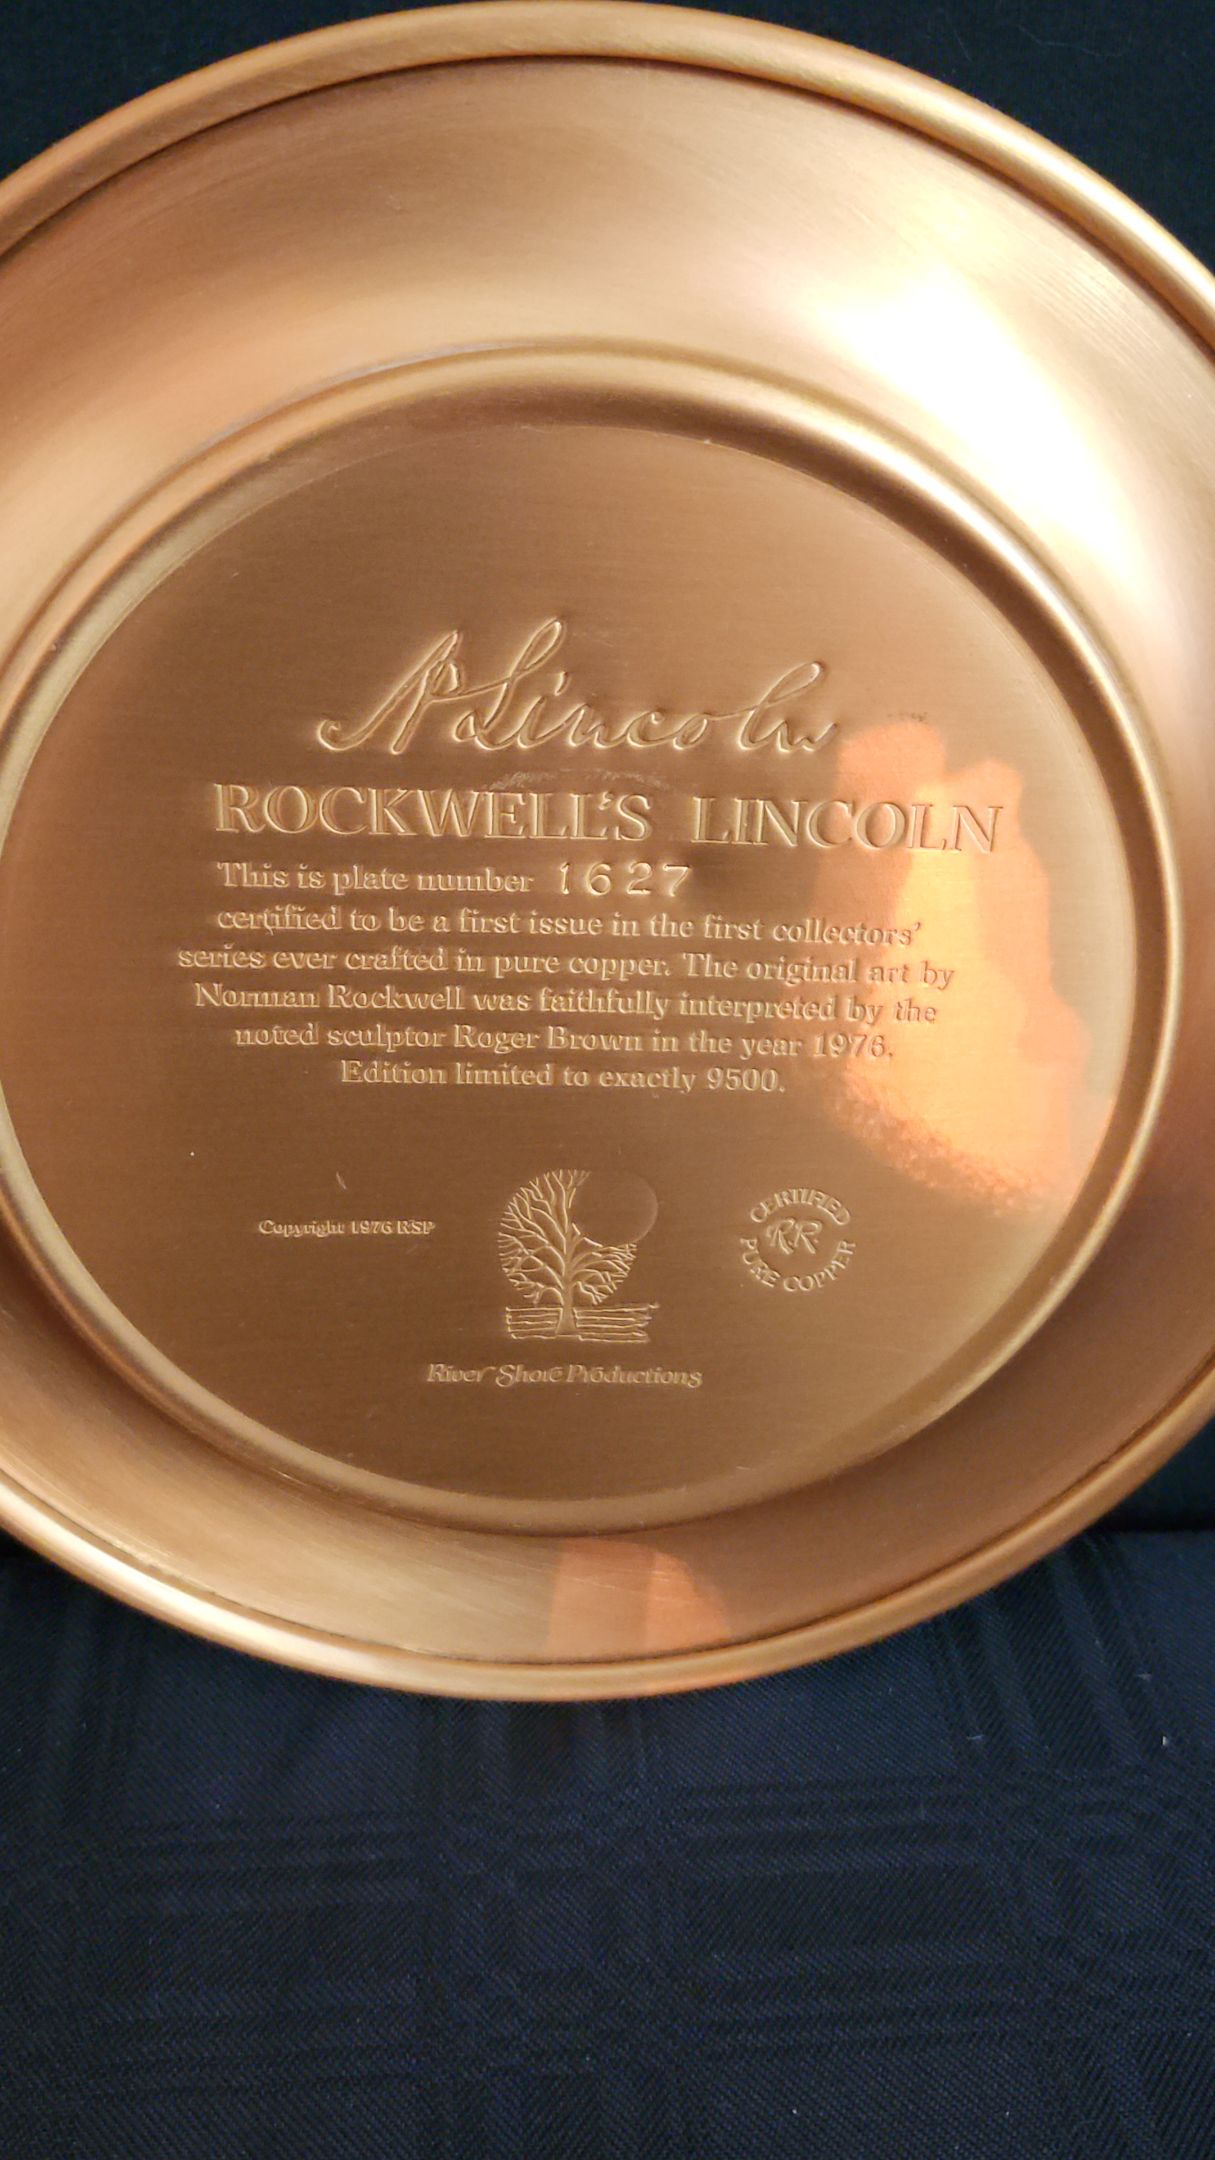 A Lincoln
ROCKWELL'S LINCOLN
This is plate number 1627
certified to be a first issue in the first collectors'
series ever crafted in pure copper. The original art by
Norman Rockwell was faithfully interpreted by the
noted sculptor Roger Brown in the year 1976.
Edition limited to exactly 9500.
Copyright 1976 RSP
CERTIFIED
R.R.
PURE COPPER
River Shore Productions